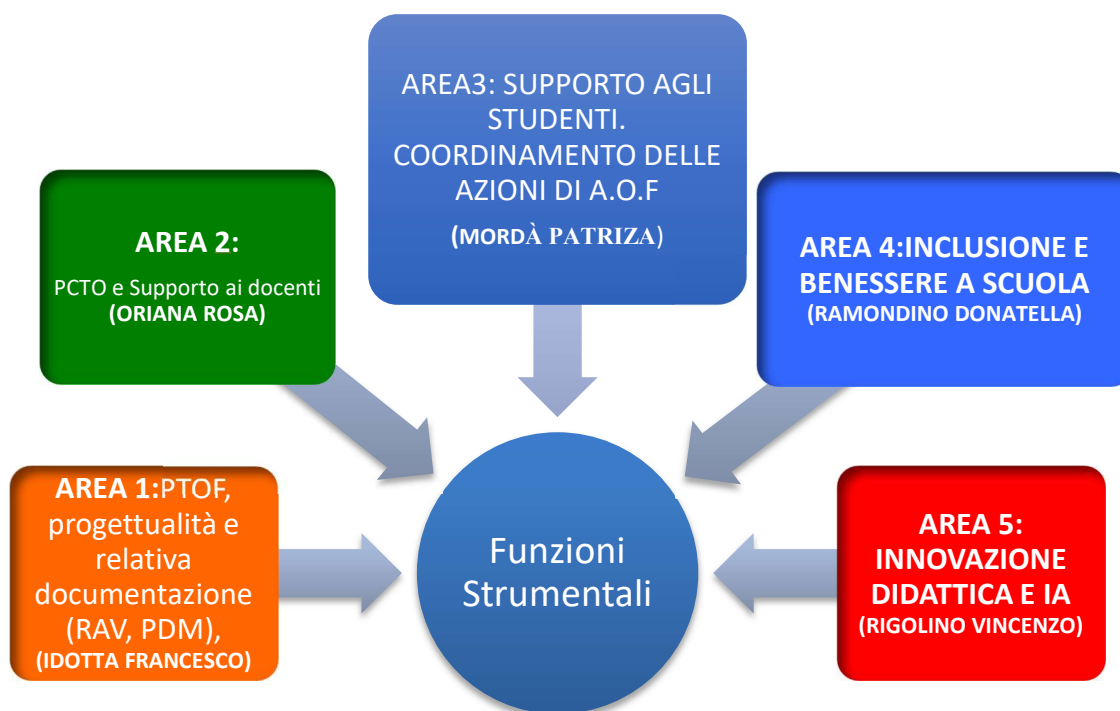 AREA3: SUPPORTO AGLI
STUDENTI.
COORDINAMENTO DELLE
AZIONI DI A.O.F
(MORDÀ PATRIZA)
AREA 2:
PCTO e Supporto ai docenti
(ORIANA ROSA)
AREA 4:INCLUSIONE E
BENESSERE A SCUOLA
(RAMONDINO DONATELLA)
AREA 1:PTOF,
progettualità e
relativa
documentazione
(RAV, PDM),
(IDOTTA FRANCESCO)
Funzioni
Strumentali
AREA 5:
INNOVAZIONE
DIDATTICA E IA
(RIGOLINO VINCENZO)